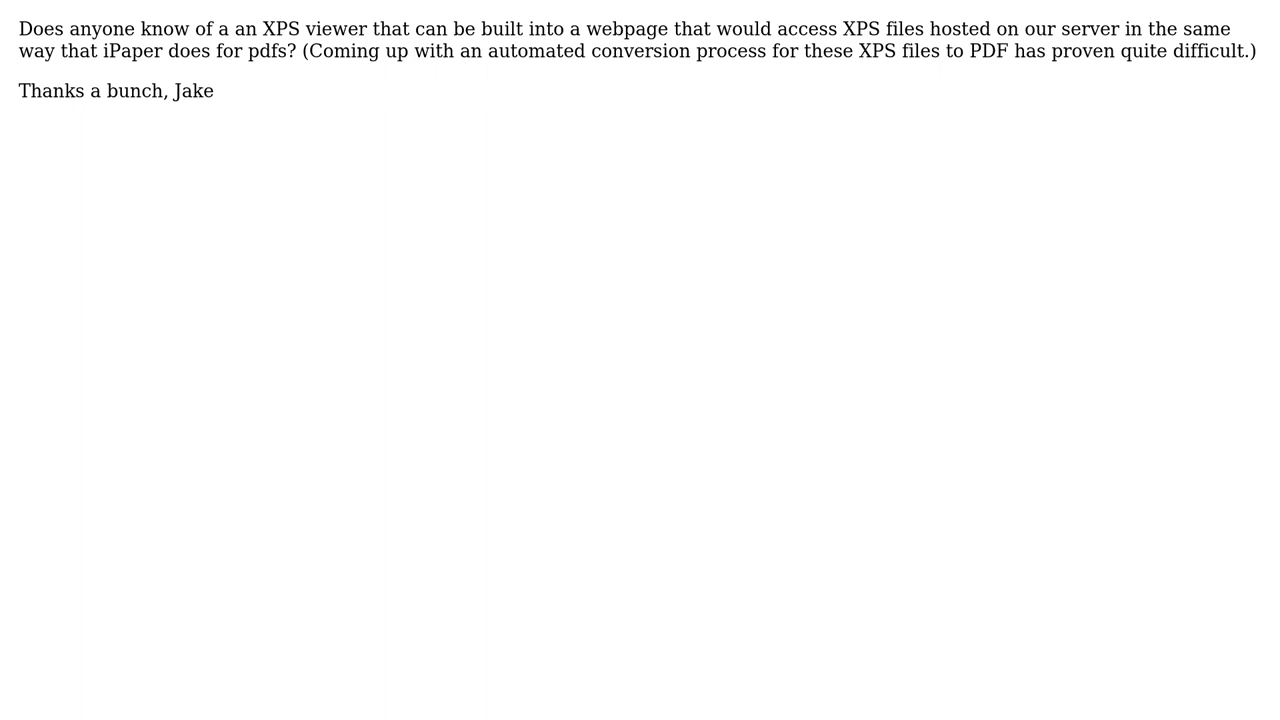 Does anyone know of a an XPS viewer that can be built into a webpage that would access XPS files hosted on our server in the same
way that iPaper does for pdfs? (Coming up with an automated conversion process for these XPS files to PDF has proven quite difficult.)
Thanks a bunch, Jake